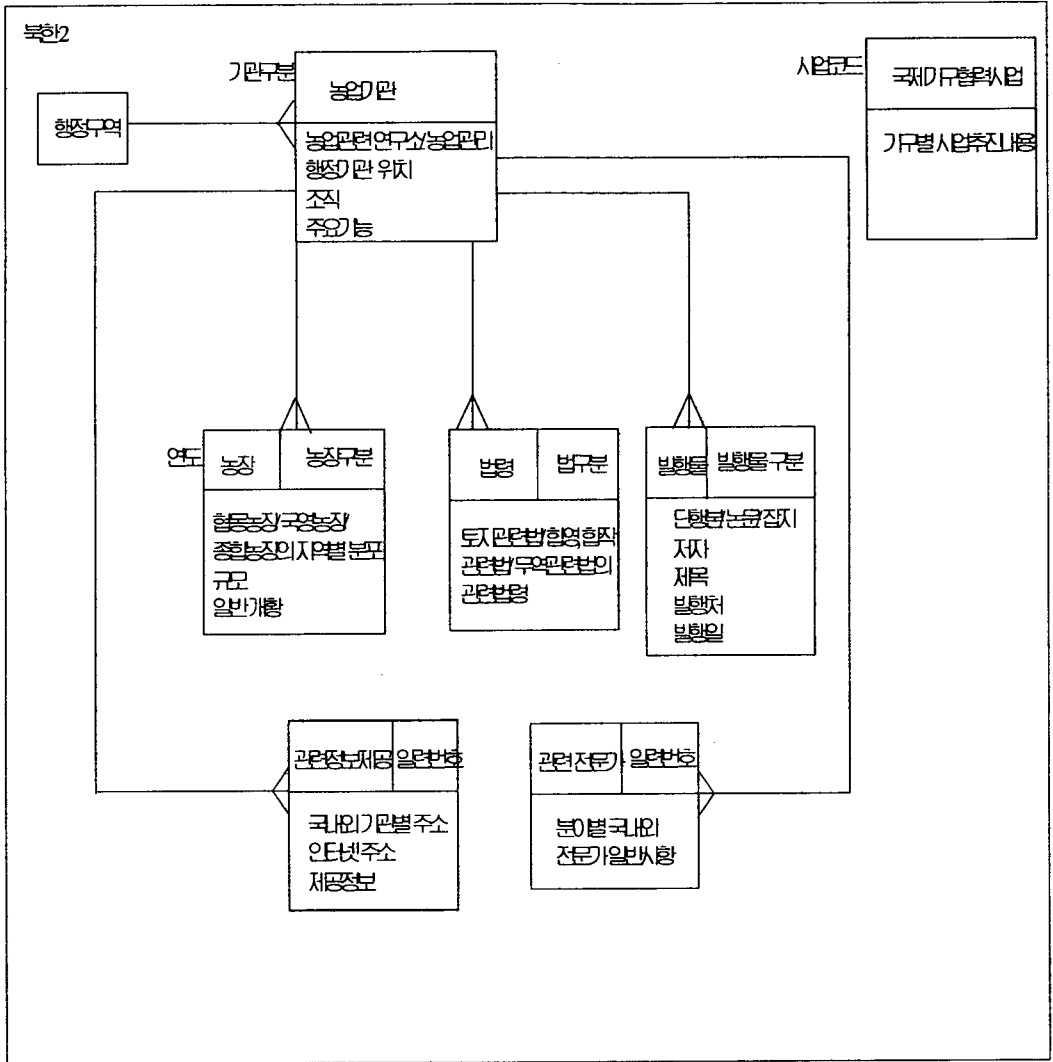 북한2
기관구분
농업기관
농업관련 연구소/농업관리
행정기관 위치
조직
주요기능
행정구역
사업코드
국제기구협력사업
기구별 사업추진내용
연도
농장
농장구분
협동농장/국영농장/
종합농장의 지역별 분포
규모
일반개황
법령
법구분
토지관련법/합영,합작
관련법/무역관련법의
관련법령
발행물
발행물 구분
단행본/논문/잡지
저자
제목
발행처
발행일
관련정보제공
일련번호
국내외 기관별 주소
인터넷 주소
제공정보
관련 전문가
일련번호
분야별 국내외
전문가 일반사항